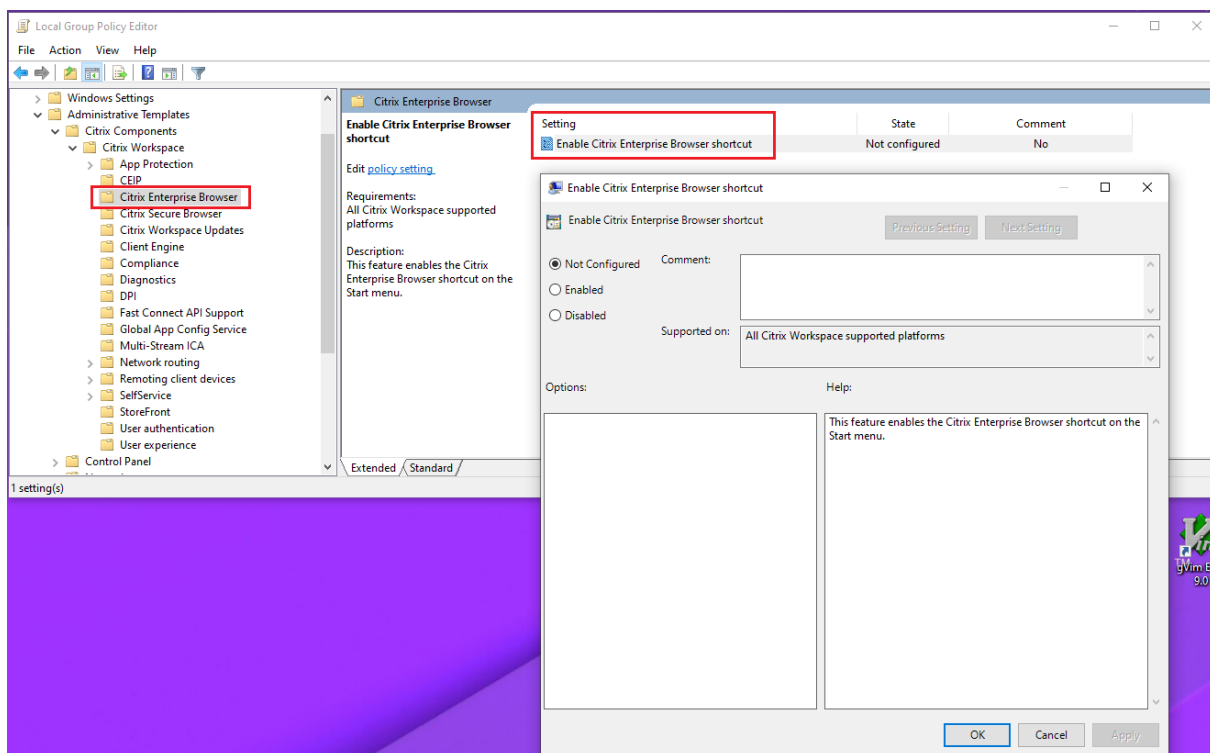 Local Group Policy Editor
File Action View Help
Windows Settings
Administrative Templates
Citrix Components
Citrix Workspace
App Protection
CEIP
Citrix Enterprise Browser
Citrix Secure Browser
Citrix Workspace Updates
Client Engine
Compliance
Diagnostics
DPI
Fast Connect API Support
Global App Config Service
Multi-Stream ICA
Network routing
Remoting client devices
SelfService
StoreFront
User authentication
User experience
Control Panel
1 setting(s)
Citrix Enterprise Browser
Enable Citrix Enterprise Browser
shortcut
Edit policy setting
Requirements:
All Citrix Workspace supported
platforms
Description:
This feature enables the Citrix
Enterprise Browser shortcut on the
Start menu.
Setting State Comment
Enable Citrix Enterprise Browser shortcut Not configured No
Extended Standard
Enable Citrix Enterprise Browser shortcut
Enable Citrix Enterprise Browser shortcut
Previous Setting Next Setting
Not Configured Comment:
Enabled
Disabled
Supported on: All Citrix Workspace supported platforms
Options: Help:
This feature enables the Citrix Enterprise Browser shortcut on the
Start menu.
OK Cancel Apply
gVim
9.0